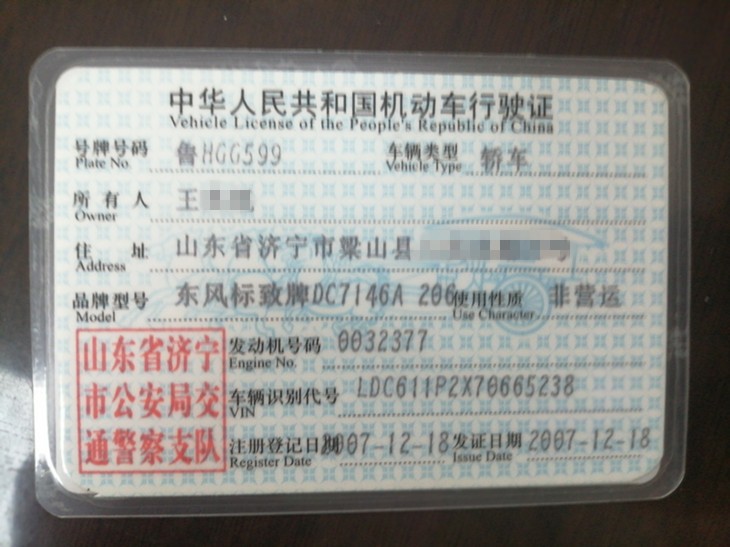 中华人民共和国机动车行驶证
Vehicle License of the People's Republic of China
号牌号码 鲁HGG599 车辆类型 轿车
Plate No. Vehicle Type
所有人 王
Owner
住址 山东省济宁市梁山县 号
Address
品牌型号 东风标致牌DC7146A 206 使用性质 非营运
Model Use Character
山东省济宁 发动机号码 0032377
Engine No.
市公安局交 车辆识别代号 LDC611P2X70665238
VIN
通警察支队 注册登记日期 2007-12-18 发证日期 2007-12-18
Register Date Issue Date